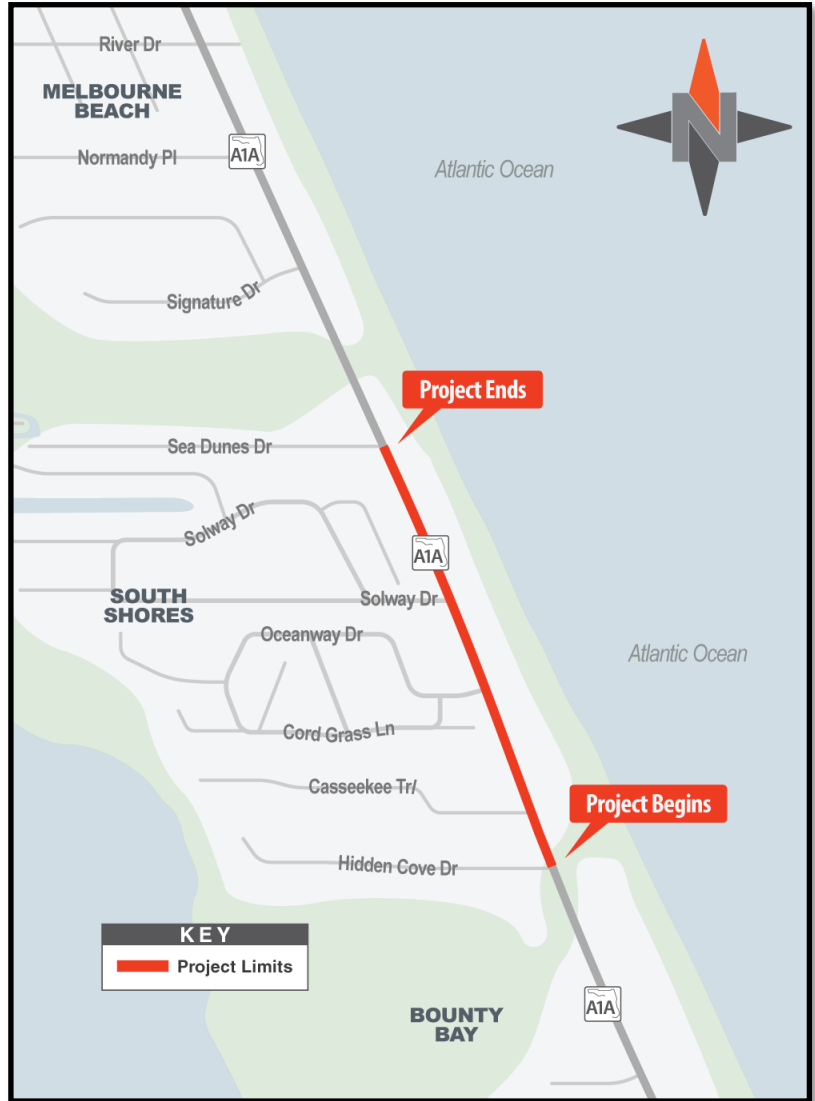 River Dr
MELBOURNE
BEACH
Normandy Pl
A1A
Atlantic Ocean
N
Signature Dr
Project Ends
Sea Dunes Dr
Solway Dr
A1A
SOUTH
SHORES
Solway Dr
Oceanway Dr
Atlantic Ocean
Cord Grass Ln
Casseekee Tr/
Project Begins
Hidden Cove Dr
KEY
Project Limits
A1A
BOUNTY
BAY